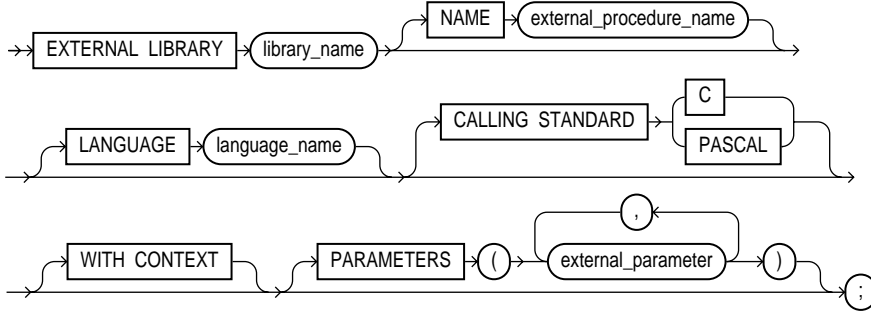 NAME external_procedure_name
EXTERNAL LIBRARY library_name
C
LANGUAGE language_name CALLING STANDARD
PASCAL
,
WITH CONTEXT PARAMETERS ( external_parameter )
;